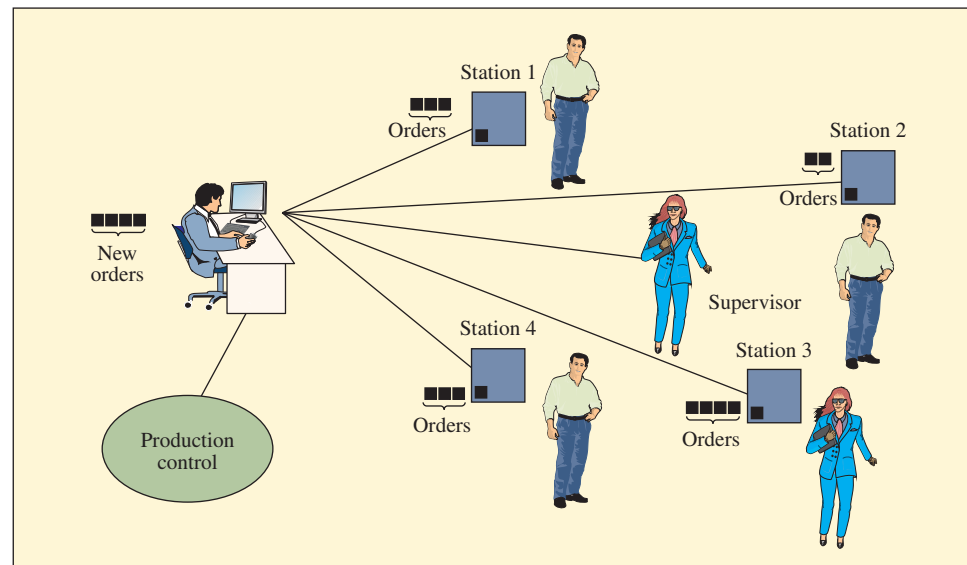 Station 1
Orders
Station 2
Orders
New
orders
Supervisor
Station 4
Station 3
Orders
Orders
Production
control